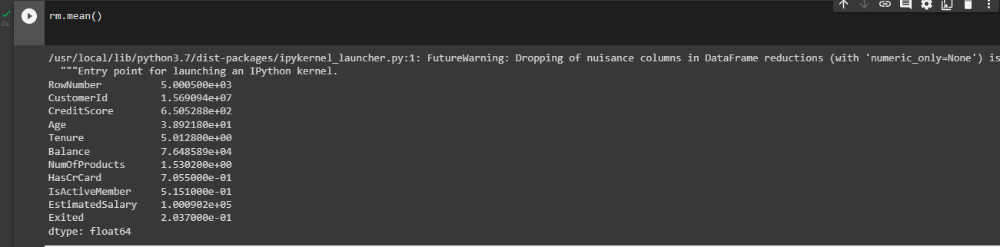 rm.mean()
0s
/usr/local/lib/python3.7/dist-packages/ipykernel_launcher.py:1: FutureWarning: Dropping of nuisance columns in DataFrame reductions (with 'numeric_only=None') is
"""Entry point for launching an IPython kernel.
RowNumber 5.000500e+03
CustomerId 1.569094e+07
CreditScore 6.505288e+02
Age 3.892180e+01
Tenure 5.012800e+00
Balance 7.648589e+04
NumOfProducts 1.530200e+00
HasCrCard 7.055000e-01
IsActiveMember 5.151000e-01
EstimatedSalary 1.000902e+05
Exited 2.037000e-01
dtype: float64